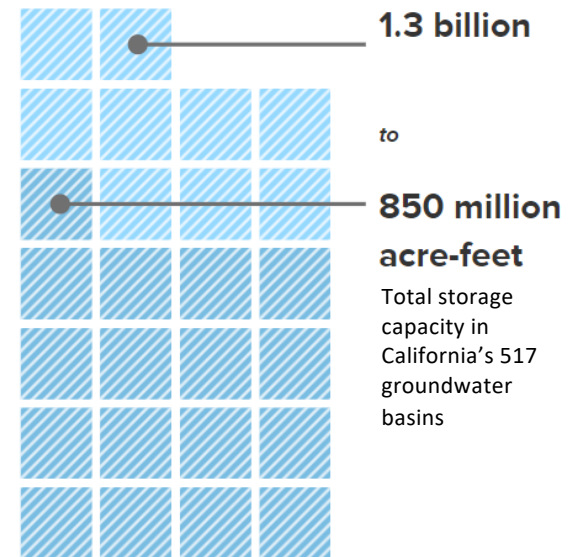 1.3 billion
to
850 million
acre-feet
Total storage
capacity in
California’s 517
groundwater
basins